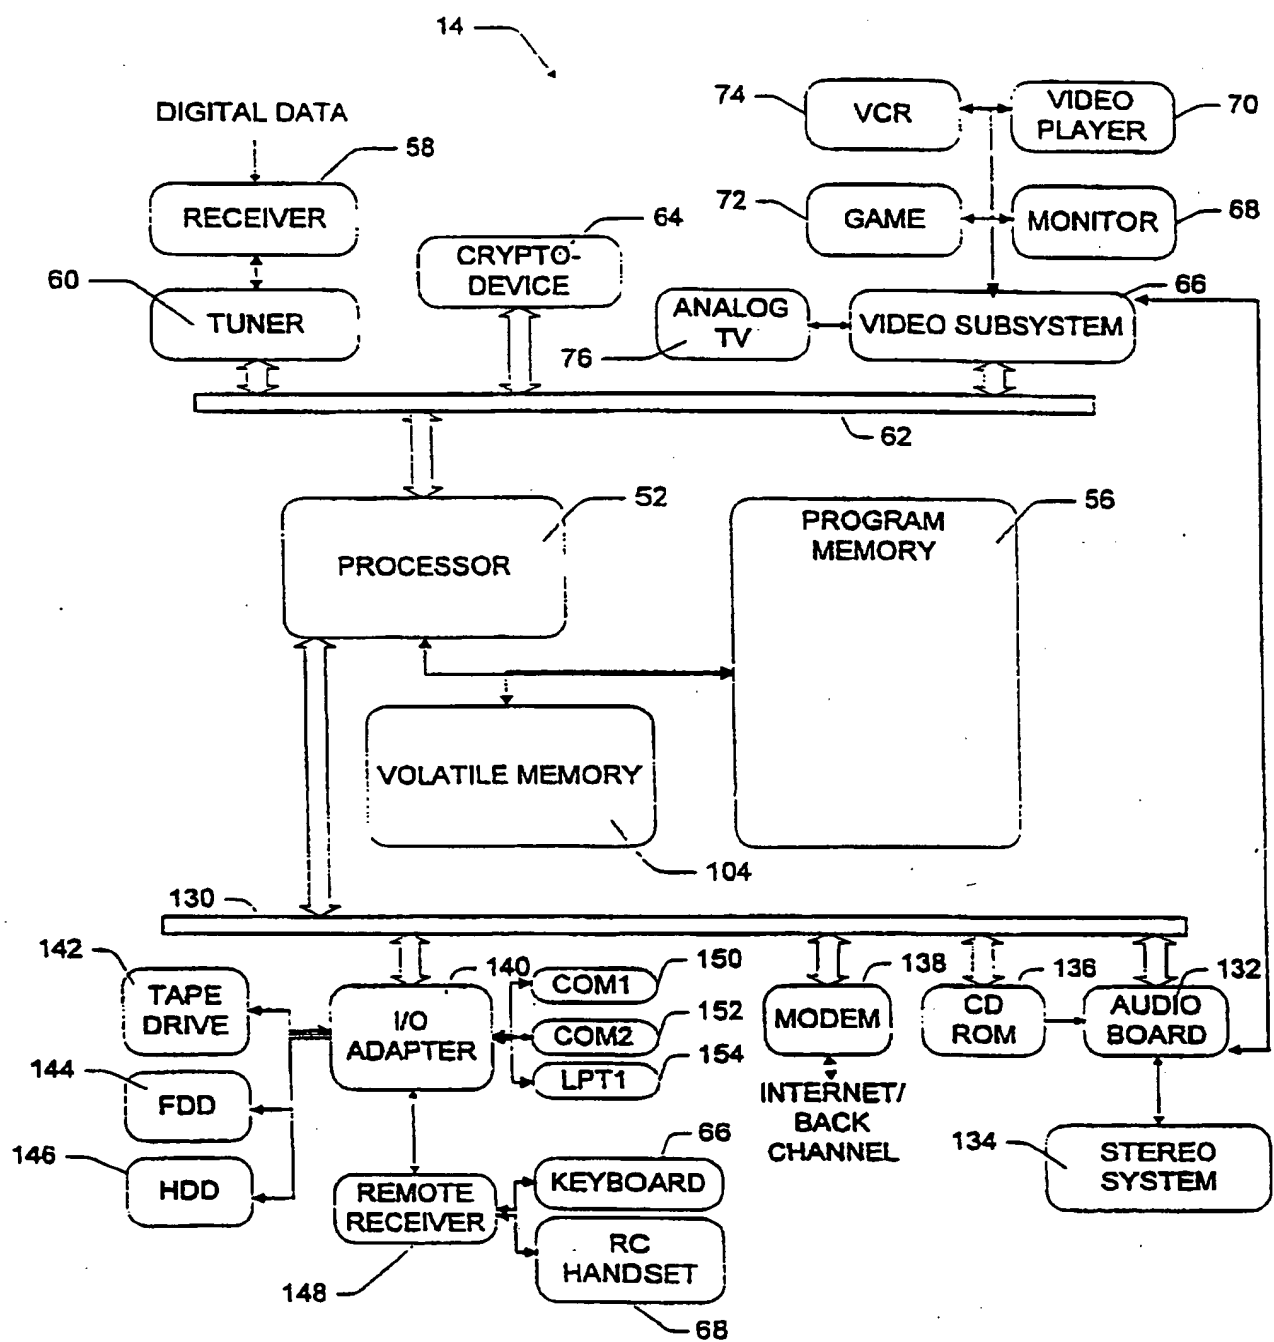 14
DIGITAL DATA
58
RECEIVER
60
TUNER
64
CRYPTO-
DEVICE
74
VCR
VIDEO
PLAYER
70
72
GAME
MONITOR
68
66
ANALOG
TV
76
VIDEO SUBSYSTEM
62
52
PROCESSOR
PROGRAM
MEMORY
56
VOLATILE MEMORY
104
130
142
TAPE
DRIVE
144
FDD
146
HDD
140
I/O
ADAPTER
COM1
150
COM2
152
LPT1
154
138
MODEM
INTERNET/
BACK
CHANNEL
136
CD
ROM
132
AUDIO
BOARD
134
STEREO
SYSTEM
REMOTE
RECEIVER
148
66
KEYBOARD
RC
HANDSET
68